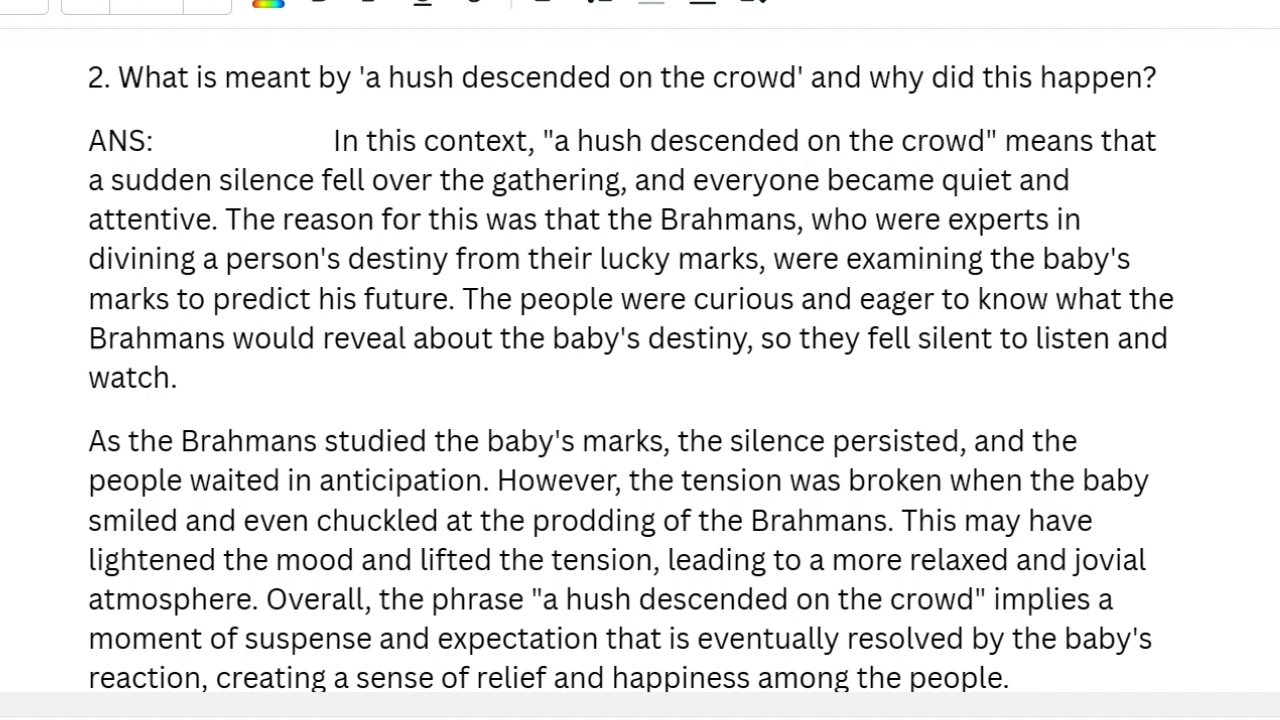 2. What is meant by 'a hush descended on the crowd' and why did this happen?
ANS: In this context, "a hush descended on the crowd" means that
a sudden silence fell over the gathering, and everyone became quiet and
attentive. The reason for this was that the Brahmans, who were experts in
divining a person's destiny from their lucky marks, were examining the baby's
marks to predict his future. The people were curious and eager to know what the
Brahmans would reveal about the baby's destiny, so they fell silent to listen and
watch.
As the Brahmans studied the baby's marks, the silence persisted, and the
people waited in anticipation. However, the tension was broken when the baby
smiled and even chuckled at the prodding of the Brahmans. This may have
lightened the mood and lifted the tension, leading to a more relaxed and jovial
atmosphere. Overall, the phrase "a hush descended on the crowd" implies a
moment of suspense and expectation that is eventually resolved by the baby's
reaction, creating a sense of relief and happiness among the people.